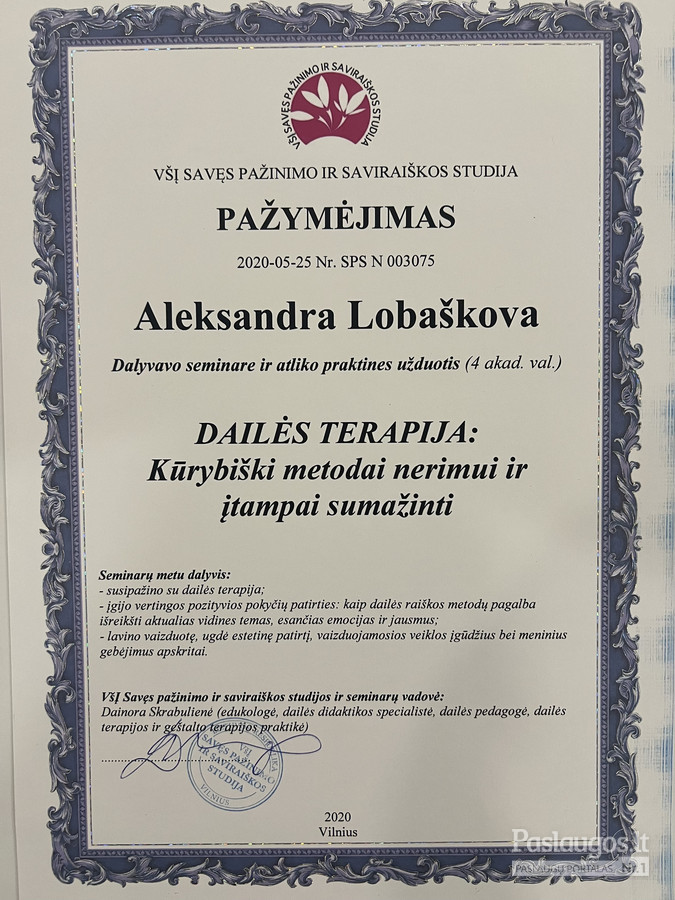 VŠĮ SAVĘS PAŽINIMO IR SAVIRAIŠKOS STUDIJA
VŠĮ SAVĘS PAŽINIMO IR SAVIRAIŠKOS STUDIJA
PAŽYMĖJIMAS
2020-05-25 Nr. SPS N 003075
Aleksandra Lobaškova
Dalyvavo seminare ir atliko praktines užduotis (4 akad. val.)
DAILĖS TERAPIJA:
Kūrybiški metodai nerimui ir
įtampai sumažinti
Seminarų metu dalyvis:
- susipažino su dailės terapija;
- įgijo vertingos pozityvios pokyčių patirties: kaip dailės raiškos metodų pagalba
išreikšti aktualias vidines temas, esančias emocijas ir jausmus;
- lavino vaizduotę, ugdė estetinę patirtį, vaizduojamosios veiklos įgūdžius bei meninius
gebėjimus apskritai.
VšĮ Savęs pažinimo ir saviraiškos studijos ir seminarų vadovė:
Dainora Skrabulienė (edukologė, dailės didaktikos specialistė, dailės pedagogė, dailės
terapijos ir geštalto terapijos praktikė)
VšĮ
SAVĘS PAŽINIMO
IR SAVIRAIŠKOS
STUDIJA
VILNIUS
2020
Vilnius
Paslaugos.lt
PASLAUGŲ PORTALAS Nr.1